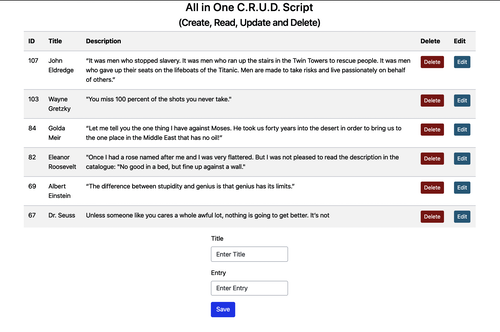 All in One C.R.U.D. Script
(Create, Read, Update and Delete)
ID Title Description Delete Edit
107 John Eldredge "It was men who stopped slavery. It was men who ran up the stairs in the Twin Towers to rescue people. It was men
who gave up their seats on the lifeboats of the Titanic. Men are made to take risks and live passionately on behalf
of others." Delete Edit
103 Wayne Gretzky "You miss 100 percent of the shots you never take." Delete Edit
84 Golda Meir "Let me tell you the one thing I have against Moses. He took us forty years into the desert in order to bring us to
the one place in the Middle East that has no oil!" Delete Edit
82 Eleanor Roosevelt "Once I had a rose named after me and I was very flattered. But I was not pleased to read the description in the
catalogue: "No good in a bed, but fine up against a wall." Delete Edit
69 Albert Einstein "The difference between stupidity and genius is that genius has its limits." Delete Edit
67 Dr. Seuss Unless someone like you cares a whole awful lot, nothing is going to get better. It's not Delete Edit
Title
Enter Title
Entry
Enter Entry
Save